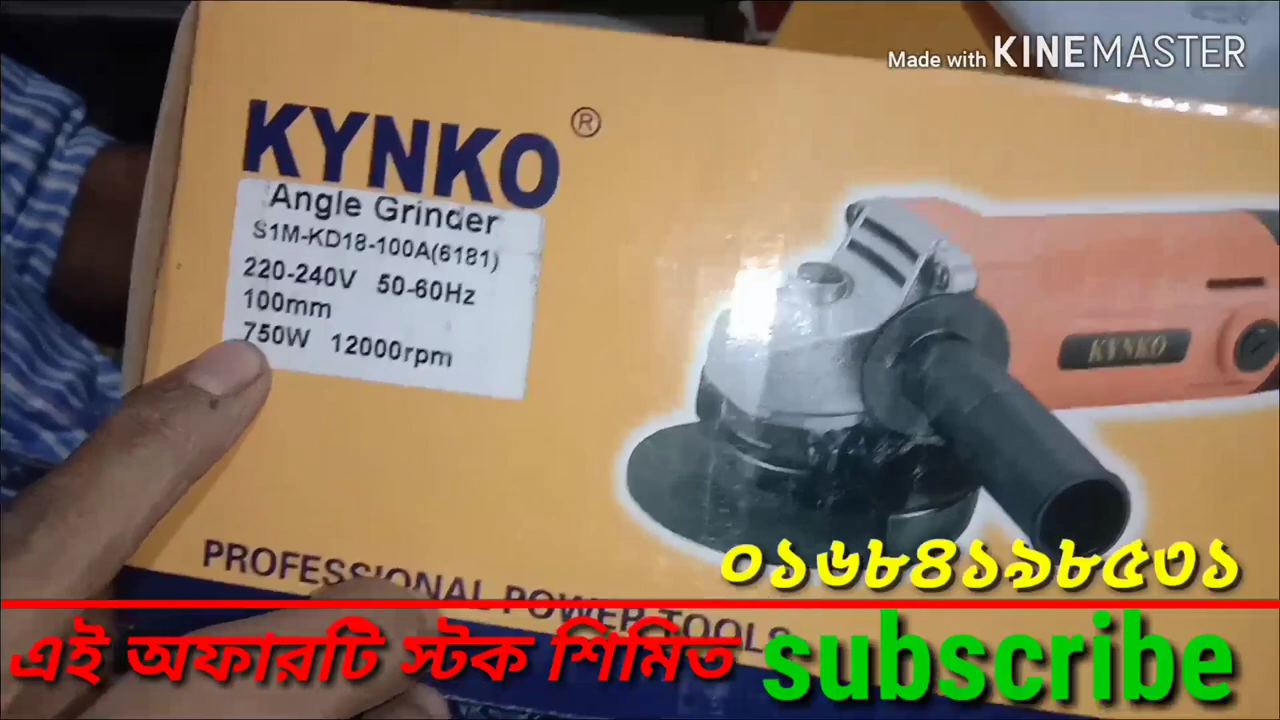 Made with KINEMASTER
KYNKO®
Angle Grinder
S1M-KD18-100A(6181)
220-240V 50-60Hz
100mm
750W 12000rpm
KYNKO
PROFESSIONAL POWER TOOLS
০১৬৮৪১৯৮৫৩১
এই অফারটি স্টক শিমিত
subscribe